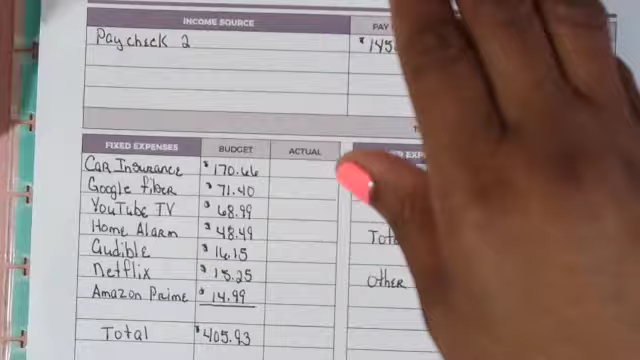 INCOME SOURCE PAY
Paycheck 2 $145
FIXED EXPENSES BUDGET ACTUAL
Car Insurance $170.66
Google Fiber $71.40
YouTube TV $68.99
Home Alarm $48.49
Audible $16.15
Netflix $15.25
Amazon Prime $14.99
Total $405.93
Other